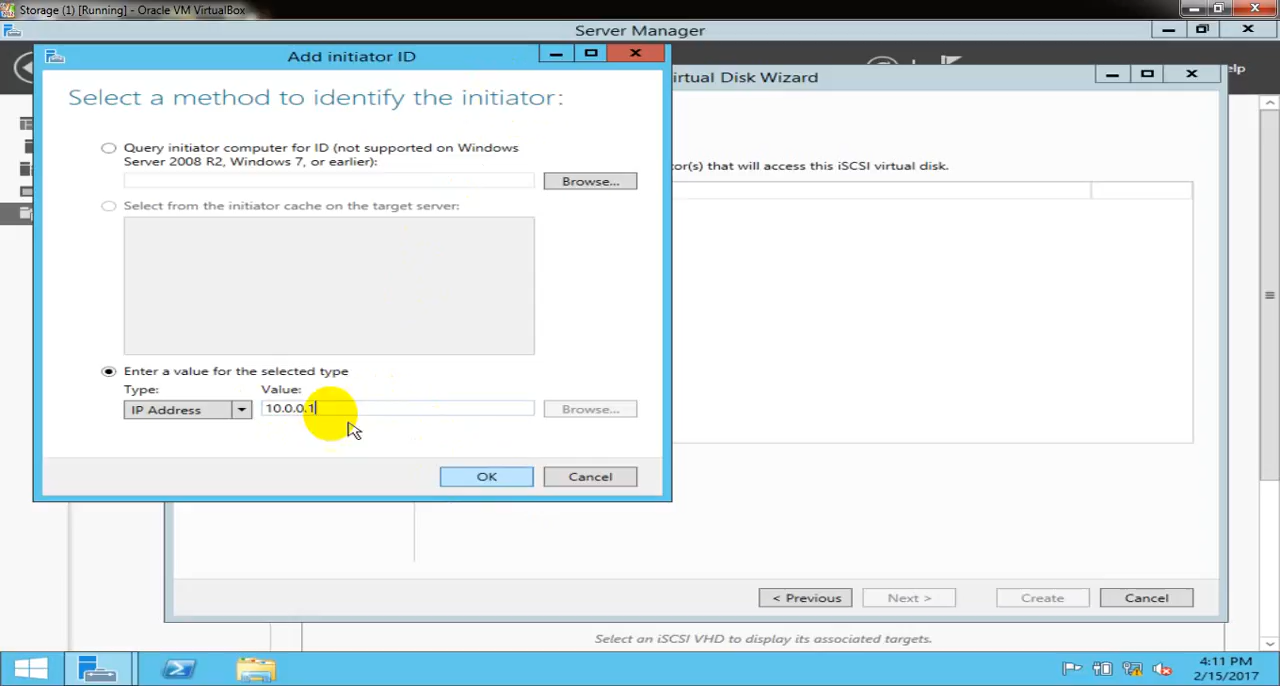 Storage (1) [Running] - Oracle VM VirtualBox
Server Manager
Add initiator ID
irtual Disk Wizard
elp
Select a method to identify the initiator:
Query initiator computer for ID (not supported on Windows
Server 2008 R2, Windows 7, or earlier):
Browse...
or(s) that will access this iSCSI virtual disk.
Select from the initiator cache on the target server:
Enter a value for the selected type
Type:
Value:
IP Address
10.0.0.1
Browse...
OK
Cancel
< Previous
Next >
Create
Cancel
Select an iSCSI VHD to display its associated targets.
4:11 PM
2/15/2017